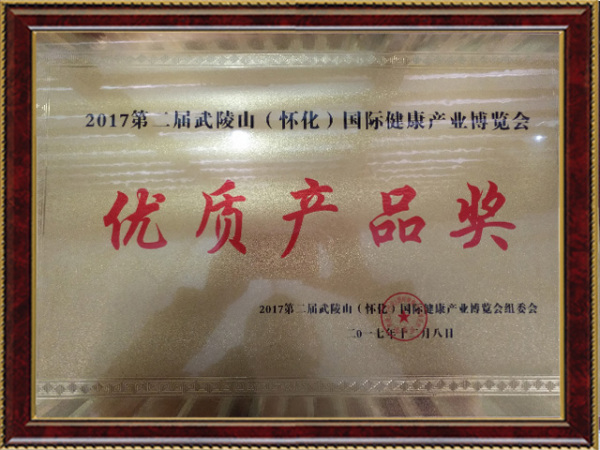 2017第二届武陵山（怀化）国际健康产业博览会
优质产品奖
2017第二届武陵山（怀化）国际健康产业博览会组委会
二0一七年十二月八日